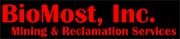 BioMost, Inc.
Mining & Reclamation Services